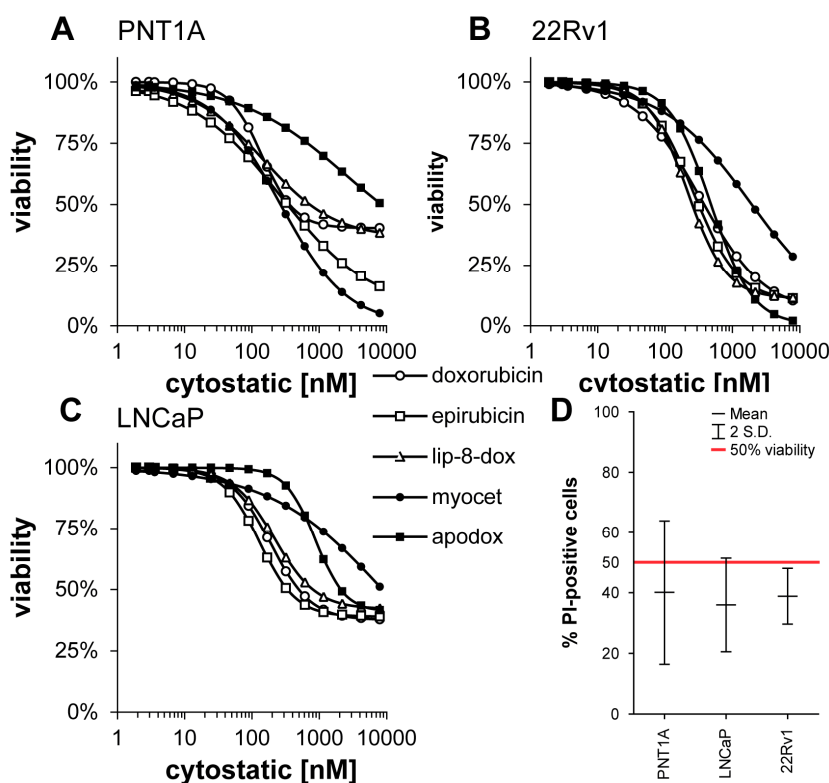 A PNT1A
100%
75%
50%
25%
0%
viability
1 10 100 1000 10000
cytostatic [nM]
B 22Rv1
100%
75%
50%
25%
0%
viability
1 10 100 1000 10000
cytostatic [nM]
doxorubicin
epirubicin
lip-8-dox
myocet
apodox
C LNCaP
100%
75%
50%
25%
0%
viability
1 10 100 1000 10000
cytostatic [nM]
D
Mean
2 S.D.
50% viability
100
80
60
50
40
20
0
% PI-positive cells
PNT1A
LNCaP
22Rv1